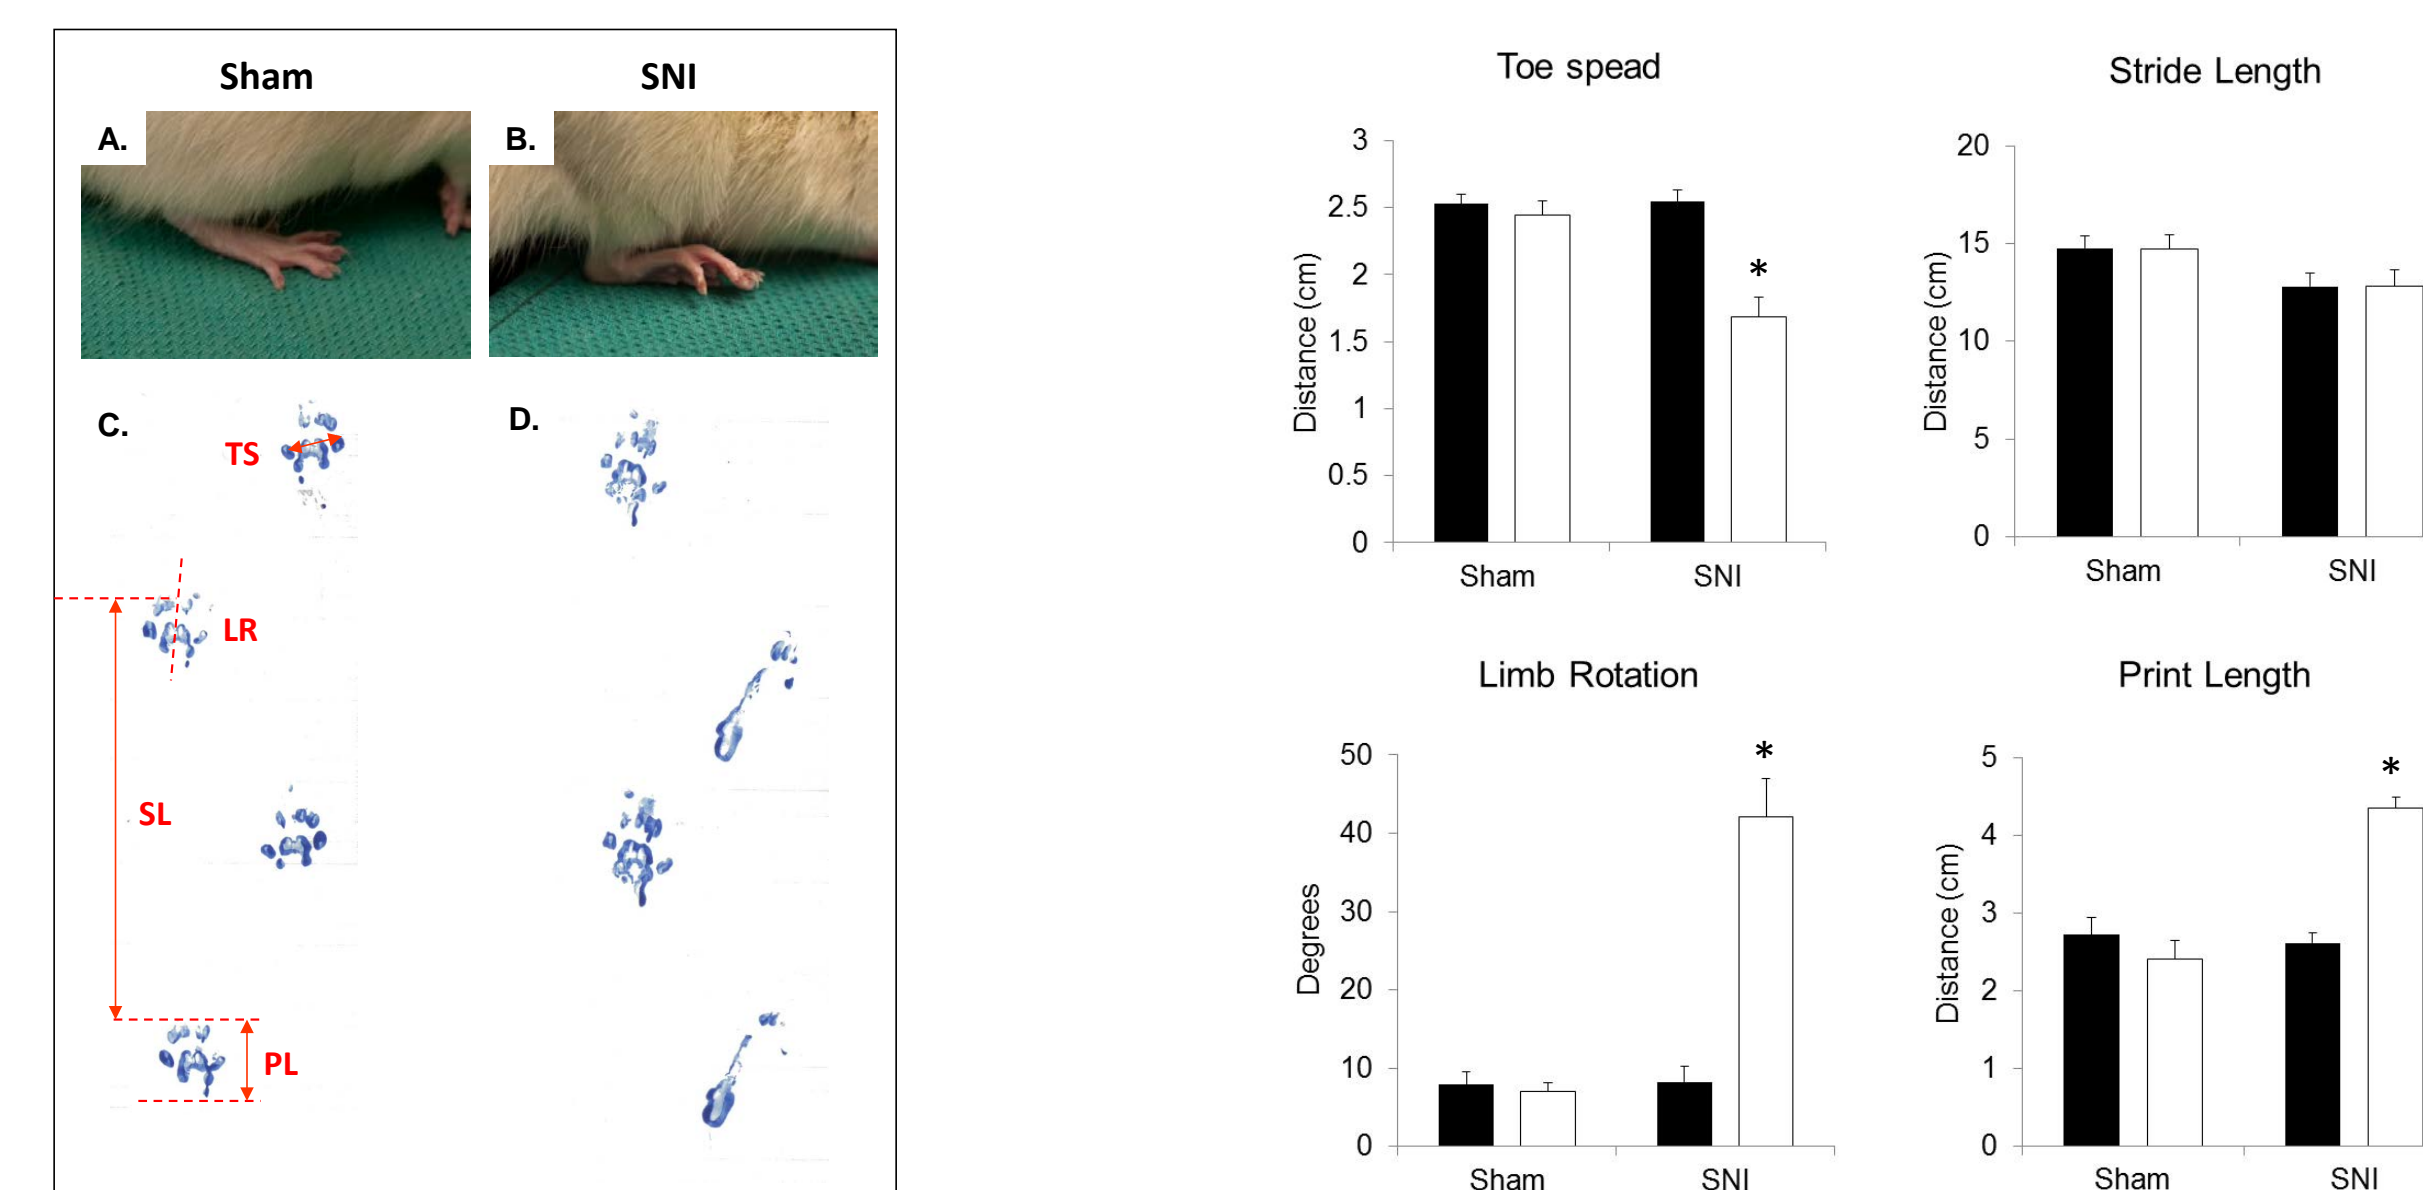 Sham SNI
A. B.
C. D.
TS
LR
SL
PL
Toe spead
3
2.5
2
1.5
1
0.5
0
Distance (cm)
*
Sham SNI
Stride Length
20
15
10
5
0
Distance (cm)
Sham SNI
Limb Rotation
50
40
30
20
10
0
Degrees
*
Sham SNI
Print Length
5
4
3
2
1
0
Distance (cm)
*
Sham SNI